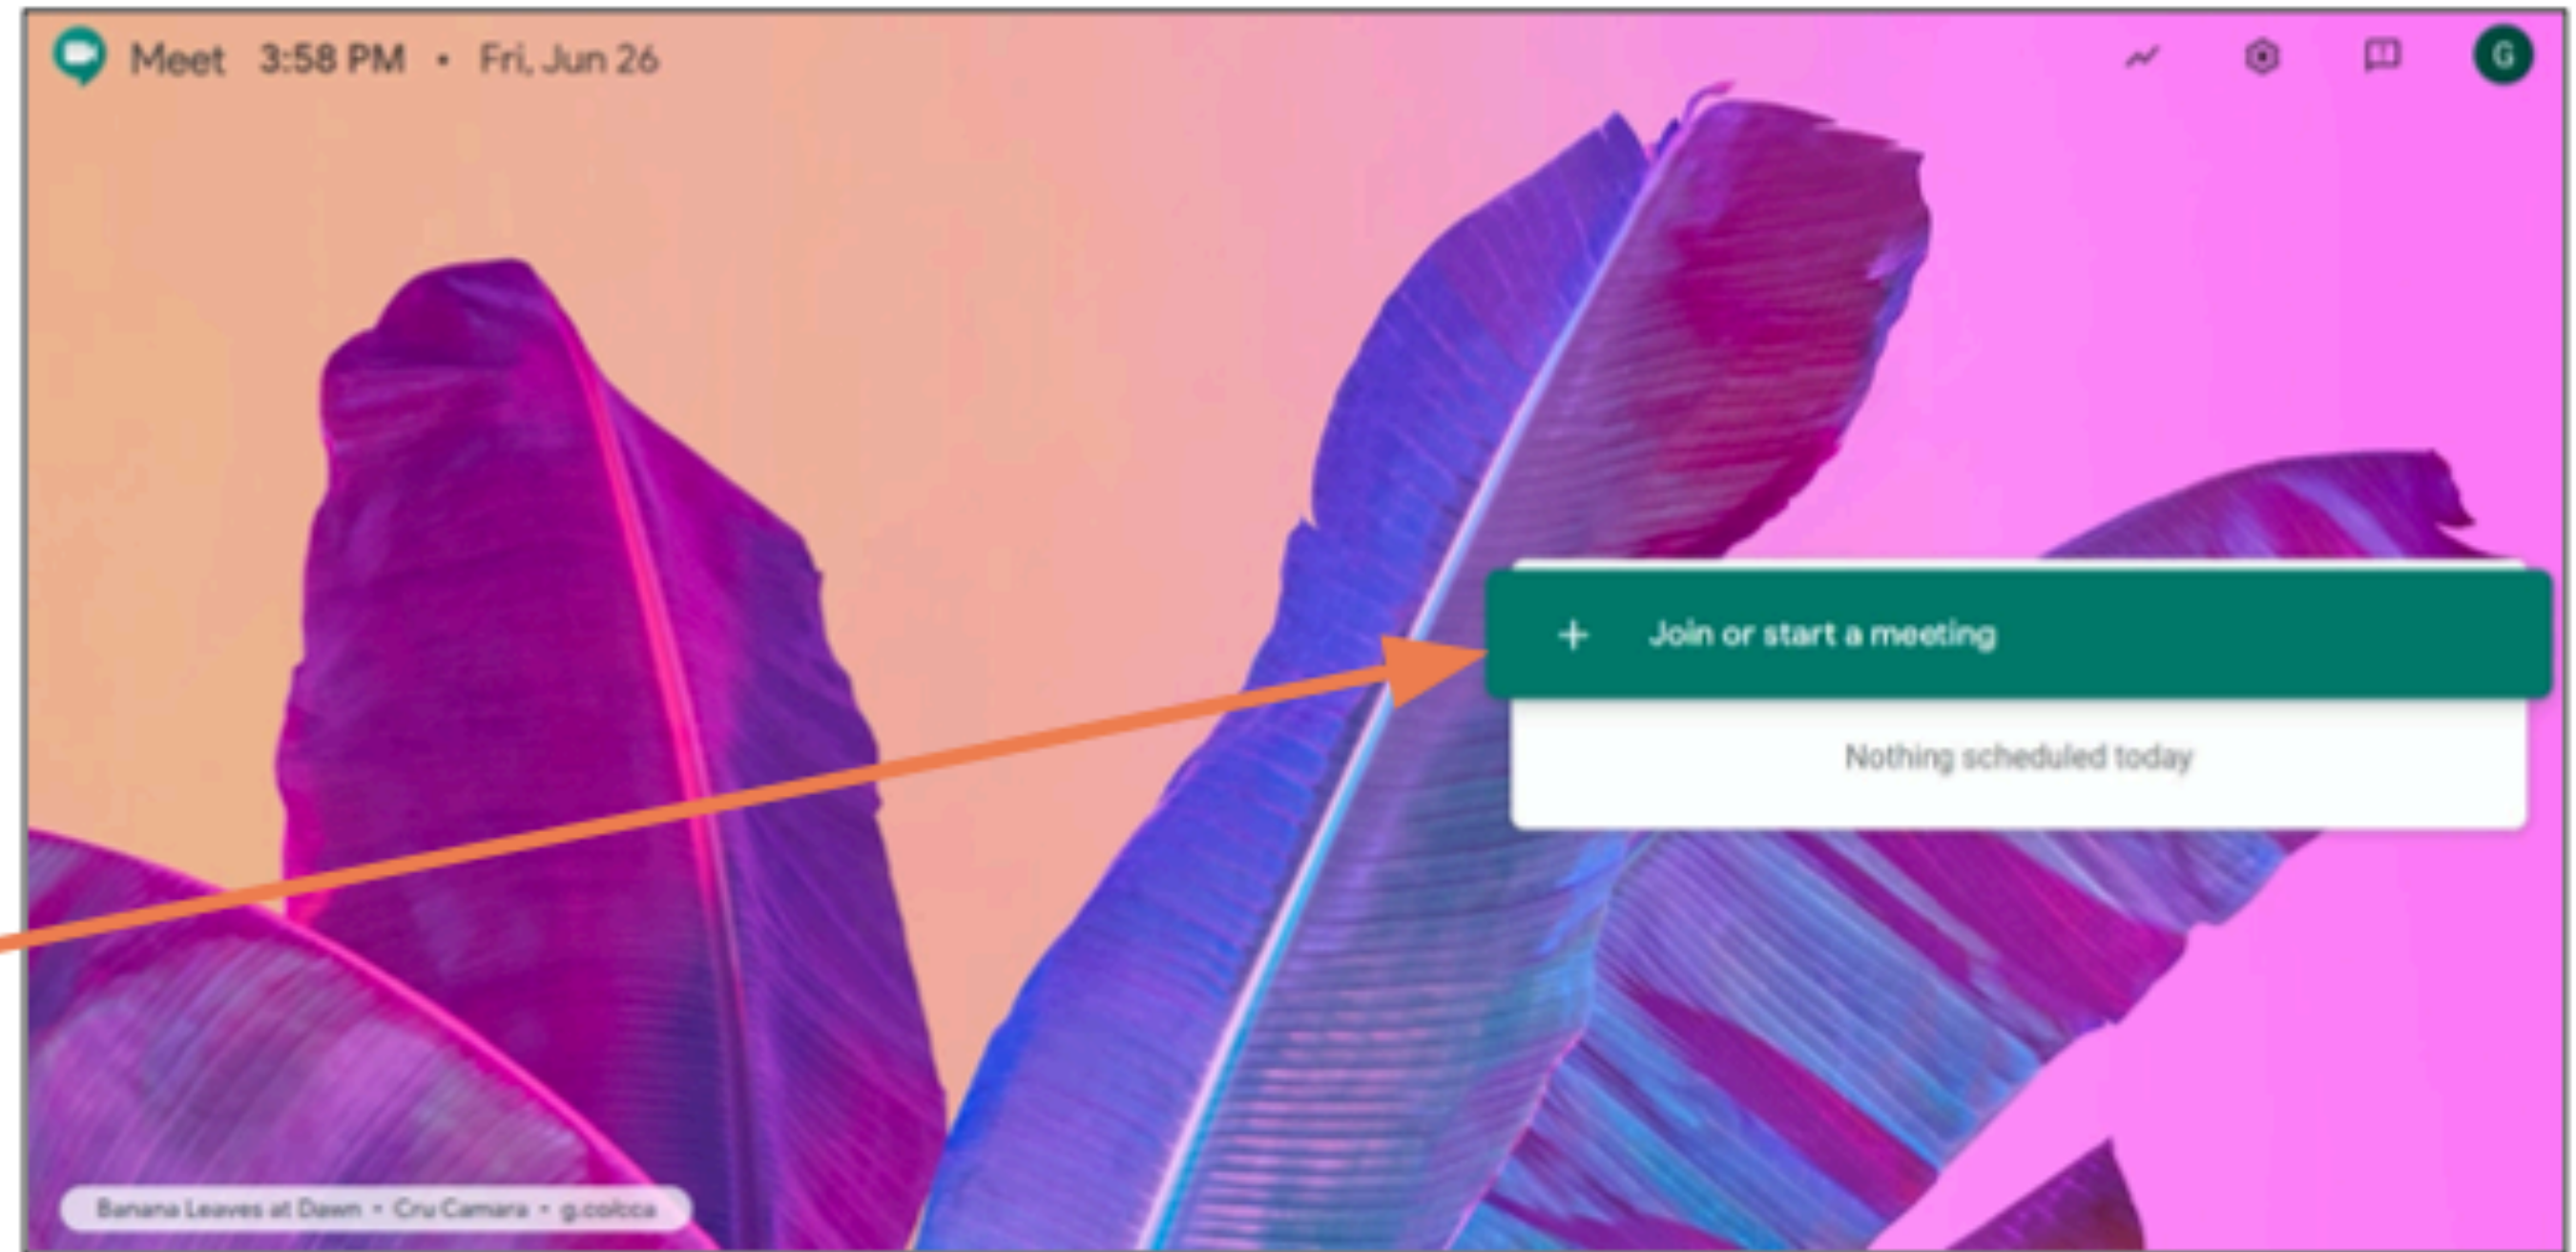 Meet 3:58 PM • Fri, Jun 26
G
+ Join or start a meeting
Nothing scheduled today
Banana Leaves at Dawn • Cru Camara • g.co/cca